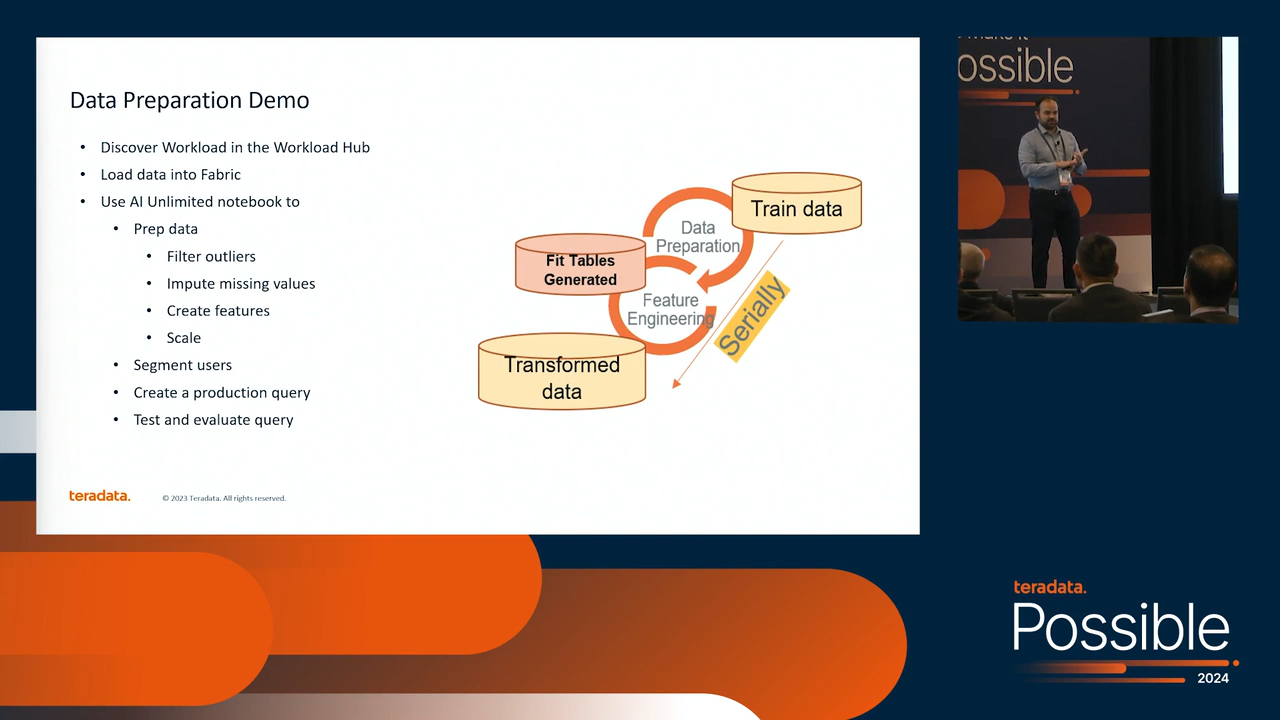 Data Preparation Demo
• Discover Workload in the Workload Hub
• Load data into Fabric
• Use AI Unlimited notebook to
• Prep data
• Filter outliers
• Impute missing values
• Create features
• Scale
• Segment users
• Create a production query
• Test and evaluate query
Train data
Data
Preparation
Fit Tables
Generated
Feature
Engineering
Serially
Transformed
data
teradata.
© 2023 Teradata. All rights reserved.
ossible
teradata.
Possible
2024